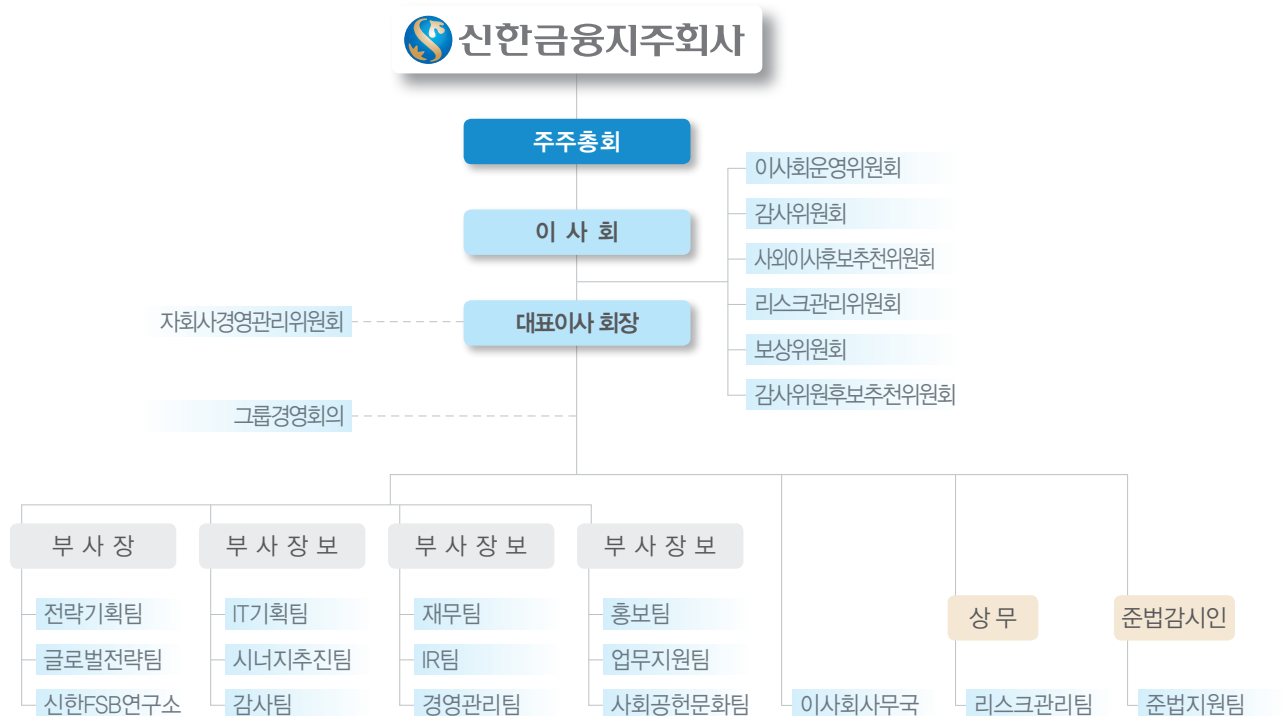 신한금융지주회사
주주총회
이 사 회
대표이사 회장
이사회운영위원회
감사위원회
사외이사후보추천위원회
리스크관리위원회
보상위원회
감사위원후보추천위원회
자회사경영관리위원회
그룹경영회의
부 사 장
전략기획팀
글로벌전략팀
신한FSB연구소
부 사 장 보
IT기획팀
시너지추진팀
감사팀
부 사 장 보
재무팀
IR팀
경영관리팀
부 사 장 보
홍보팀
업무지원팀
사회공헌문화팀
이사회사무국
상 무
리스크관리팀
준법감시인
준법지원팀